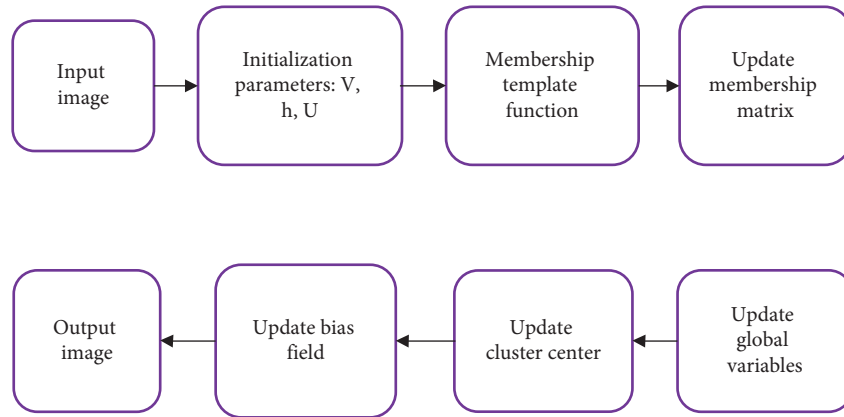 Input
image
Initialization
parameters: V,
h, U
Membership
template
function
Update
membership
matrix
Output
image
Update bias
field
Update
cluster center
Update
global
variables